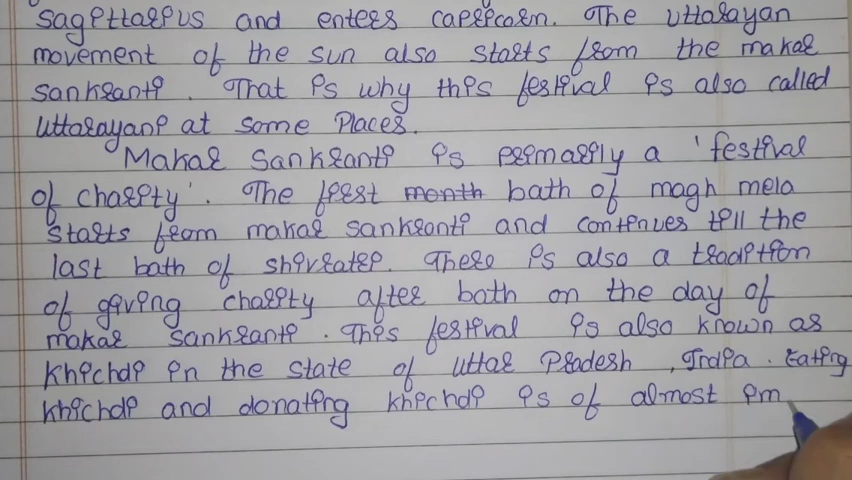 Sagittarius and enters capricorn. The uttarayan
movement of the sun also starts from the makar
sankranti. That is why this festival is also called
Uttarayani at some Places.
Makar Sankranti is primarily a 'festival
of charity'. The first month bath of magh mela
starts from makar sankranti and continues till the
last bath of shivratri. There is also a tradition
of giving charity after bath on the day of
makar sankranti. This festival is also known as
Khichdi in the state of Uttar Pradesh, India. Eating
khichdi and donating khichdi is of almost im